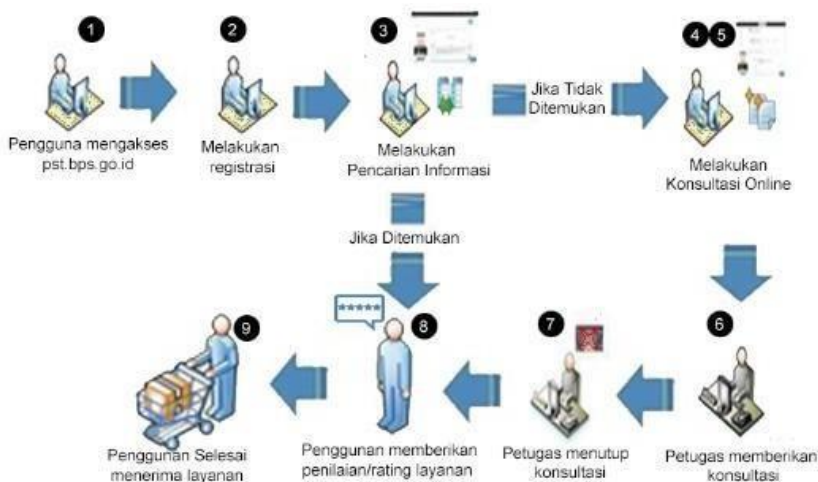 1
Pengguna mengakses
pst.bps.go.id
2
Melakukan
registrasi
3
Melakukan
Pencarian Informasi
Jika Tidak
Ditemukan
4 5
Melakukan
Konsultasi Online
Jika Ditemukan
6
Petugas memberikan
konsultasi
7
Petugas menutup
konsultasi
*****
8
Penggunan memberikan
penilaian/rating layanan
9
Penggunan Selesai
menerima layanan